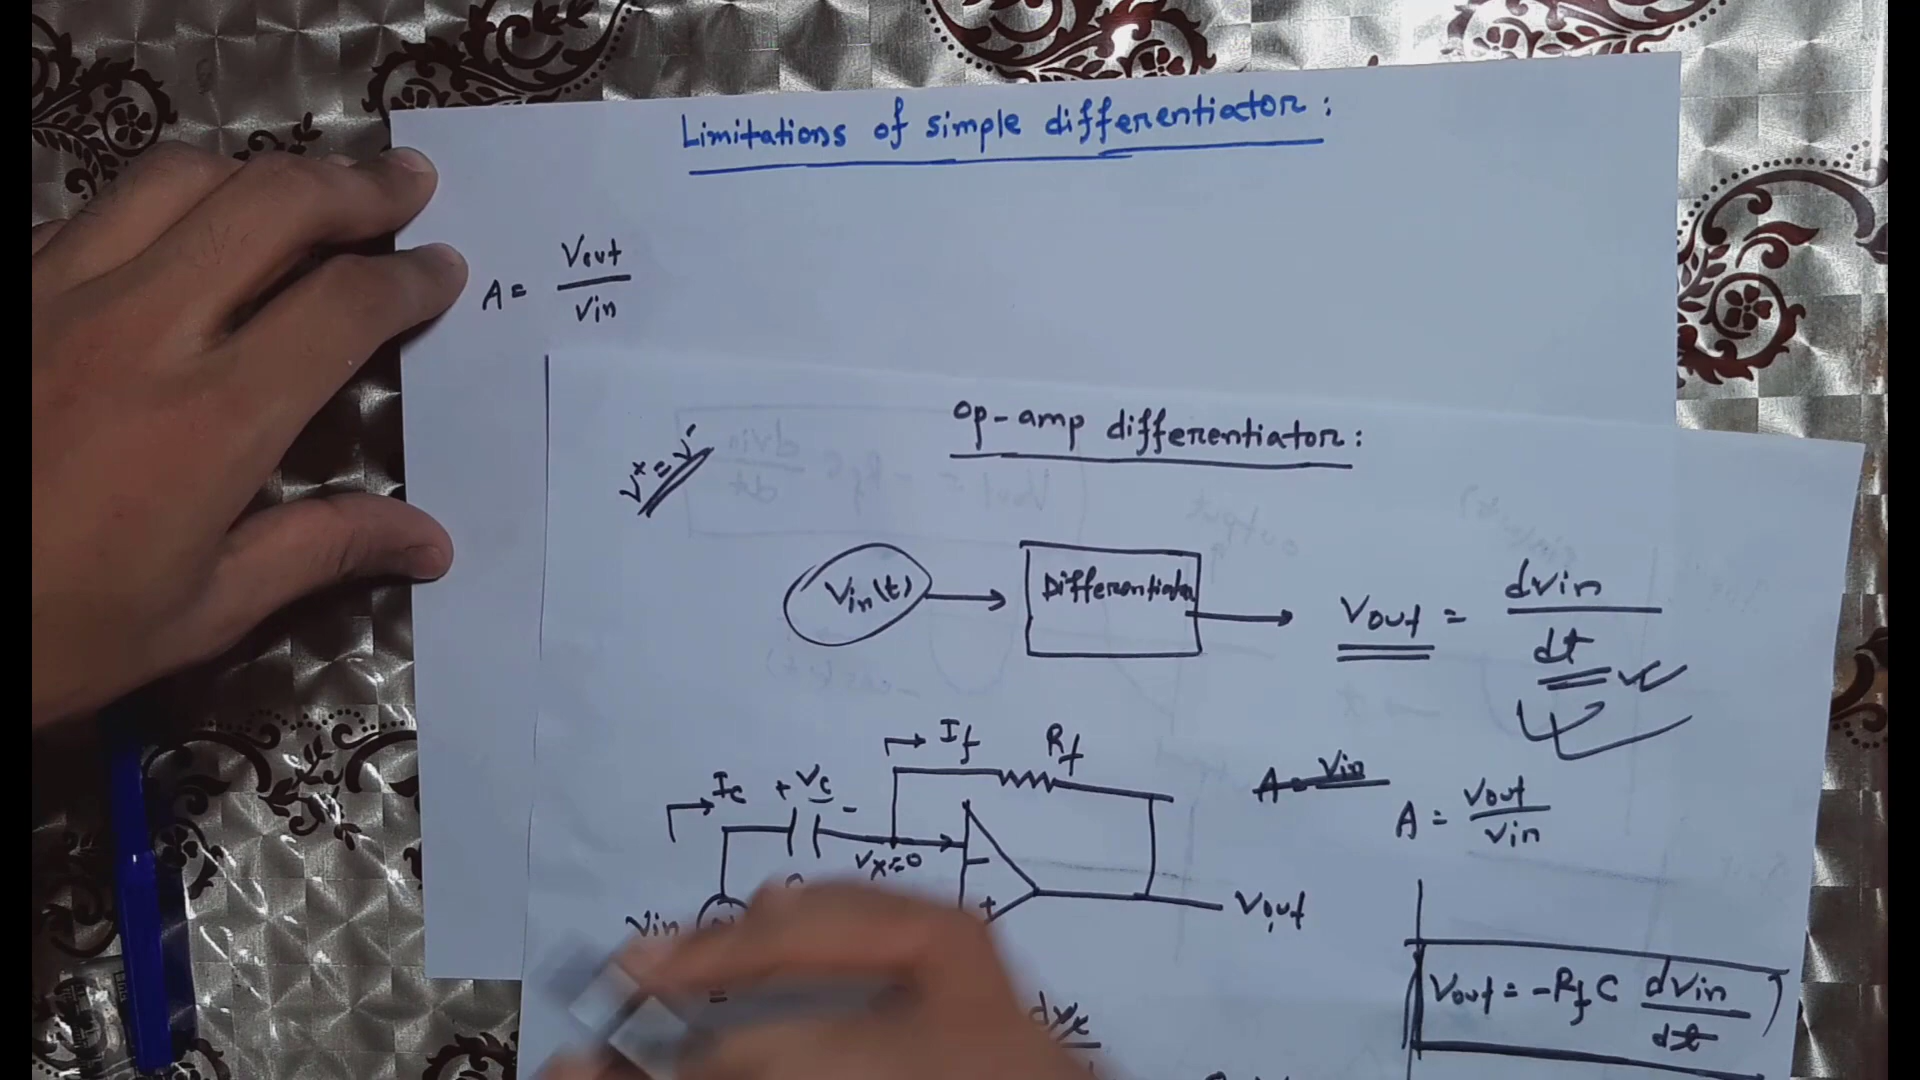 Limitations of simple differentiator:
A = Vout
Vin
op-amp differentiator:
V+ = V-
Vin(t)
Differentiator
Vout = dvin
dt
If
Rf
Ic
+ Vc -
A = Vin
A = Vout
Vin
Vx=0
-
+
Vin
Vout
Vout = -RfC dvin
dt